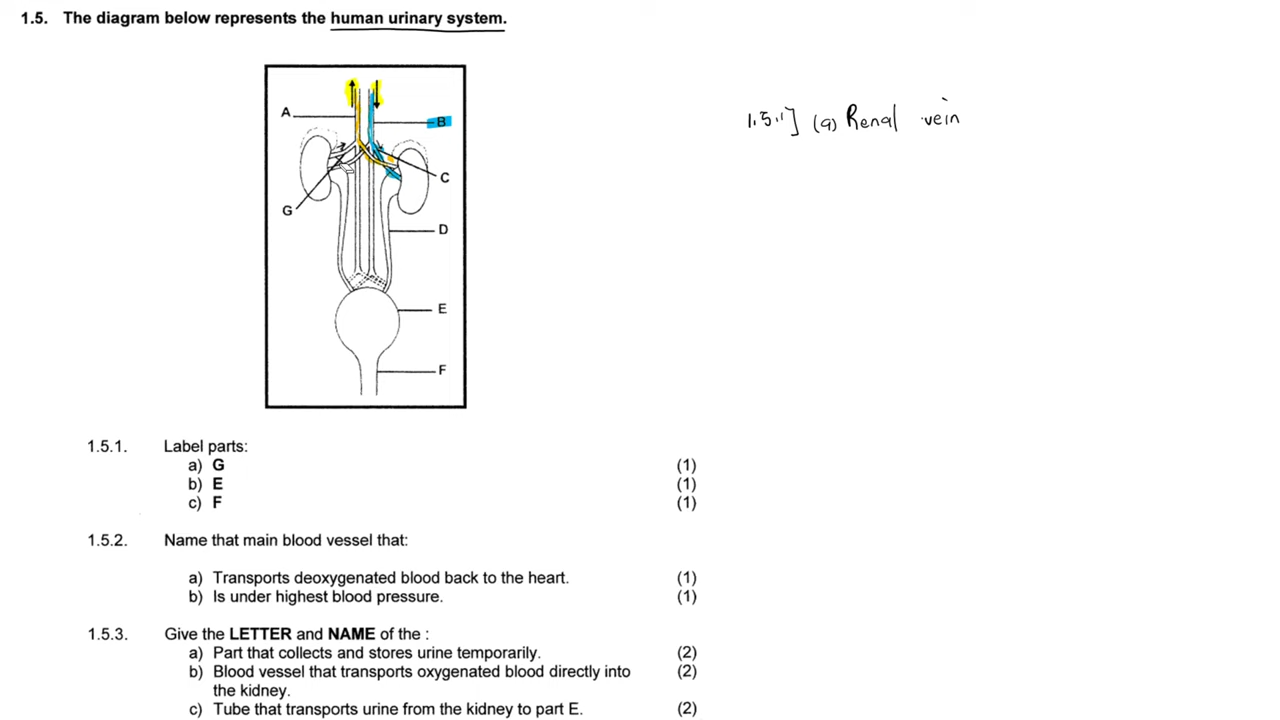 1.5. The diagram below represents the human urinary system.
A
B
C
G
D
E
F
1.5.1] (a) Renal vein
1.5.1. Label parts:
a) G (1)
b) E (1)
c) F (1)
1.5.2. Name that main blood vessel that:
a) Transports deoxygenated blood back to the heart. (1)
b) Is under highest blood pressure. (1)
1.5.3. Give the LETTER and NAME of the :
a) Part that collects and stores urine temporarily. (2)
b) Blood vessel that transports oxygenated blood directly into (2)
the kidney.
c) Tube that transports urine from the kidney to part E. (2)